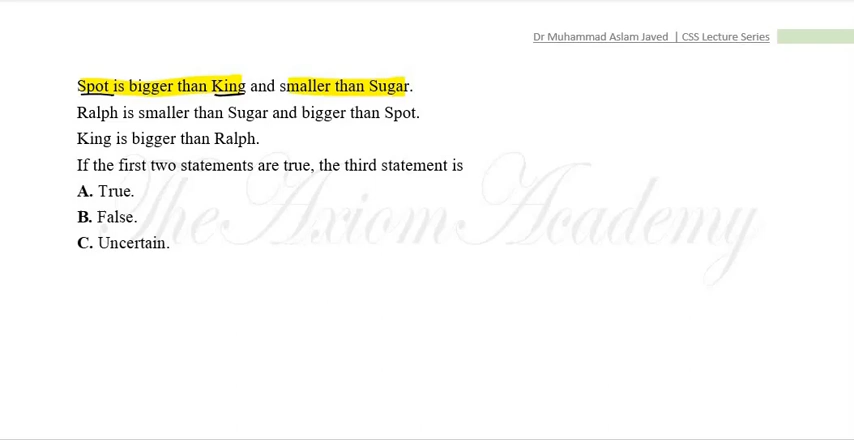 Dr Muhammad Aslam Javed | CSS Lecture Series
Spot is bigger than King and smaller than Sugar.
Ralph is smaller than Sugar and bigger than Spot.
King is bigger than Ralph.
If the first two statements are true, the third statement is
A. True.
B. False.
C. Uncertain.
The Axiom Academy